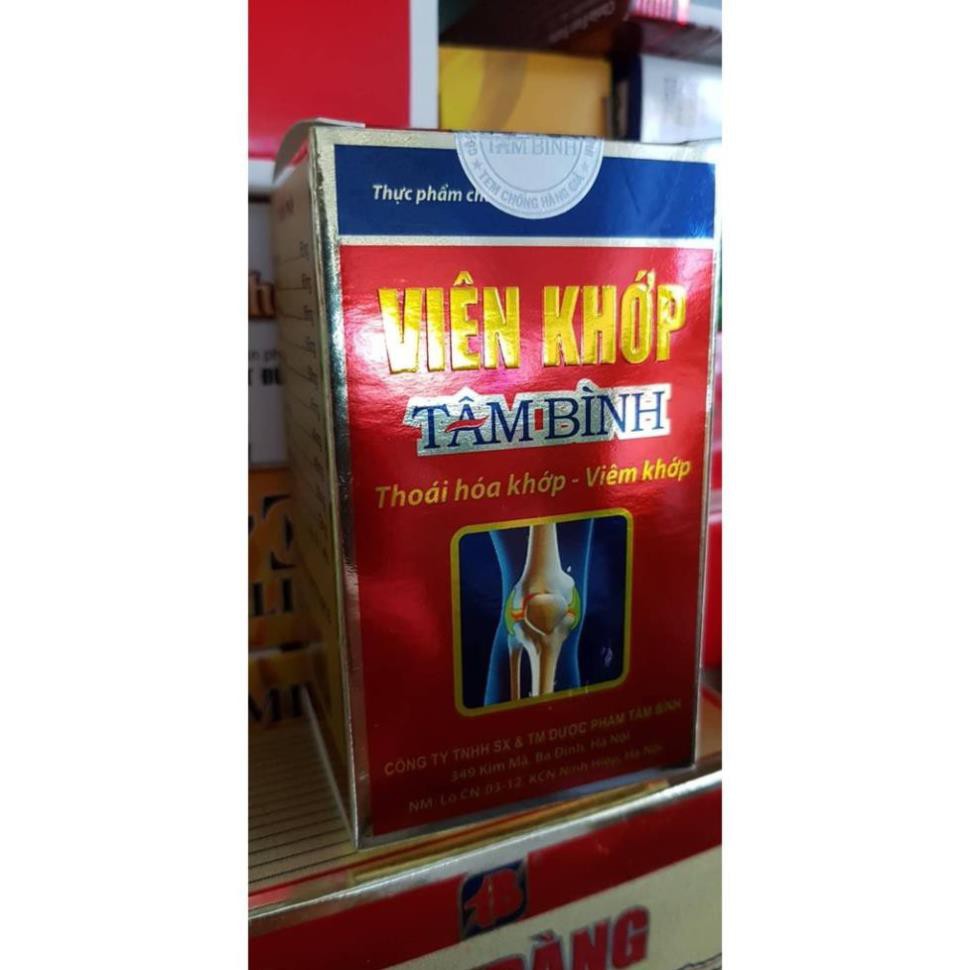 TÂM BÌNH
TEM CHỐNG HÀNG GIẢ
Thực phẩm
VIÊN KHỚP
TÂM BÌNH
Thoái hóa khớp - Viêm khớp
CÔNG TY TNHH SX & TM DƯỢC PHẨM TÂM BÌNH
349 Kim Mã, Ba Đình, Hà Nội
NM: Lô CN 03-12, KCN Ninh Hiệp, Hà Nội